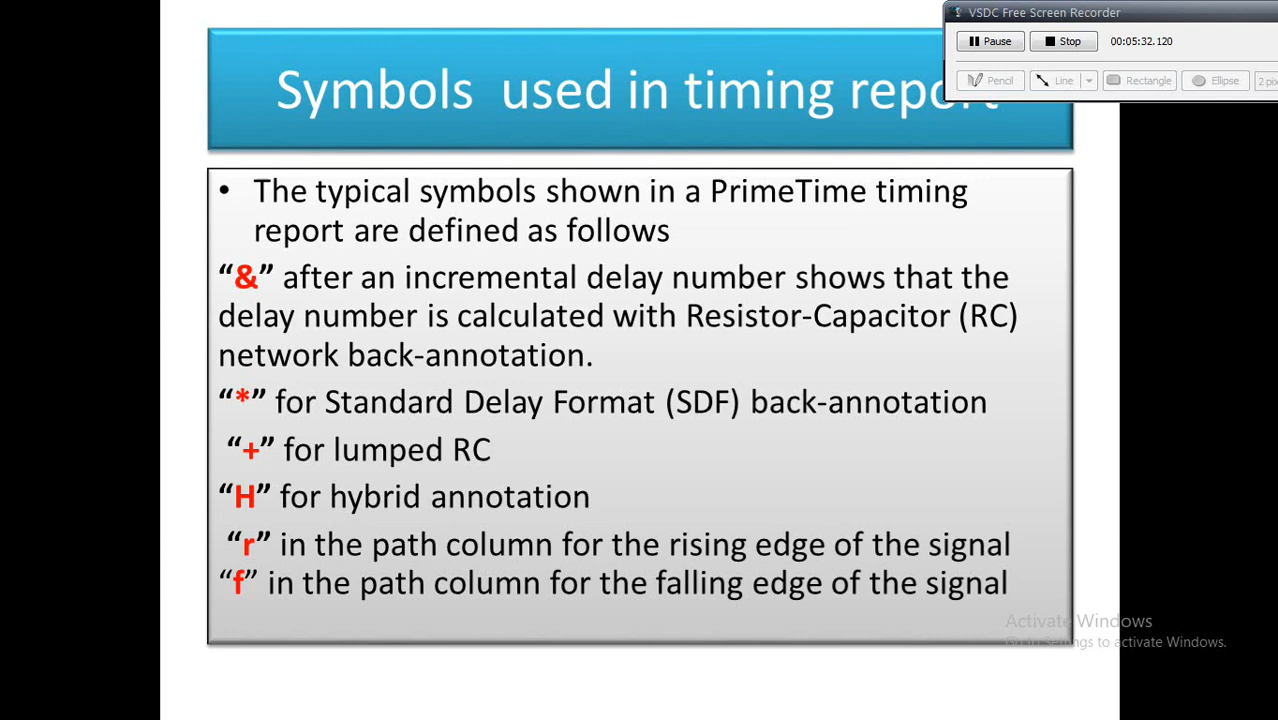 VSDC Free Screen Recorder
Pause Stop 00:05:32.120
Pencil Line Rectangle Ellipse 2
Symbols used in timing report
• The typical symbols shown in a PrimeTime timing
report are defined as follows
“&” after an incremental delay number shows that the
delay number is calculated with Resistor-Capacitor (RC)
network back-annotation.
“*” for Standard Delay Format (SDF) back-annotation
“+” for lumped RC
“H” for hybrid annotation
“r” in the path column for the rising edge of the signal
“f” in the path column for the falling edge of the signal
Activate Windows
Go to Settings to activate Windows.